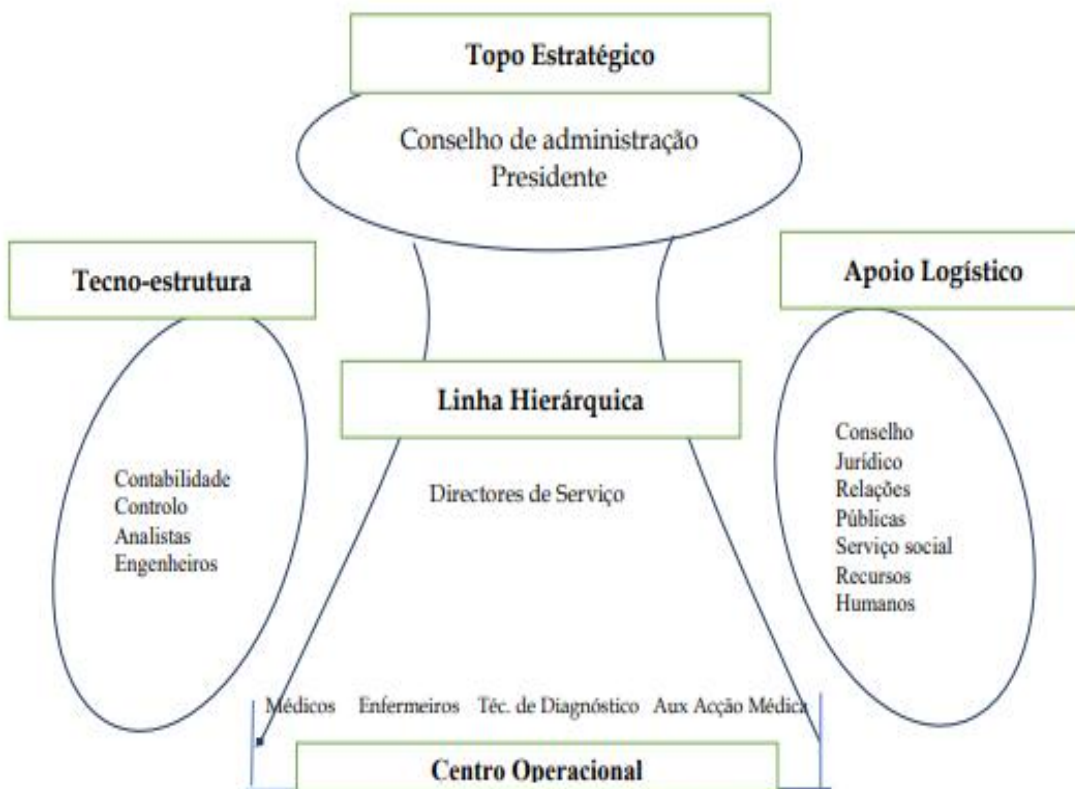 Topo Estratégico
Conselho de administração
Presidente
Tecno-estrutura
Apoio Logístico
Linha Hierárquica
Contabilidade
Controlo
Analistas
Engenheiros
Directores de Serviço
Conselho
Jurídico
Relações
Públicas
Serviço social
Recursos
Humanos
Médicos Enfermeiros Téc. de Diagnóstico Aux Acção Médica
Centro Operacional